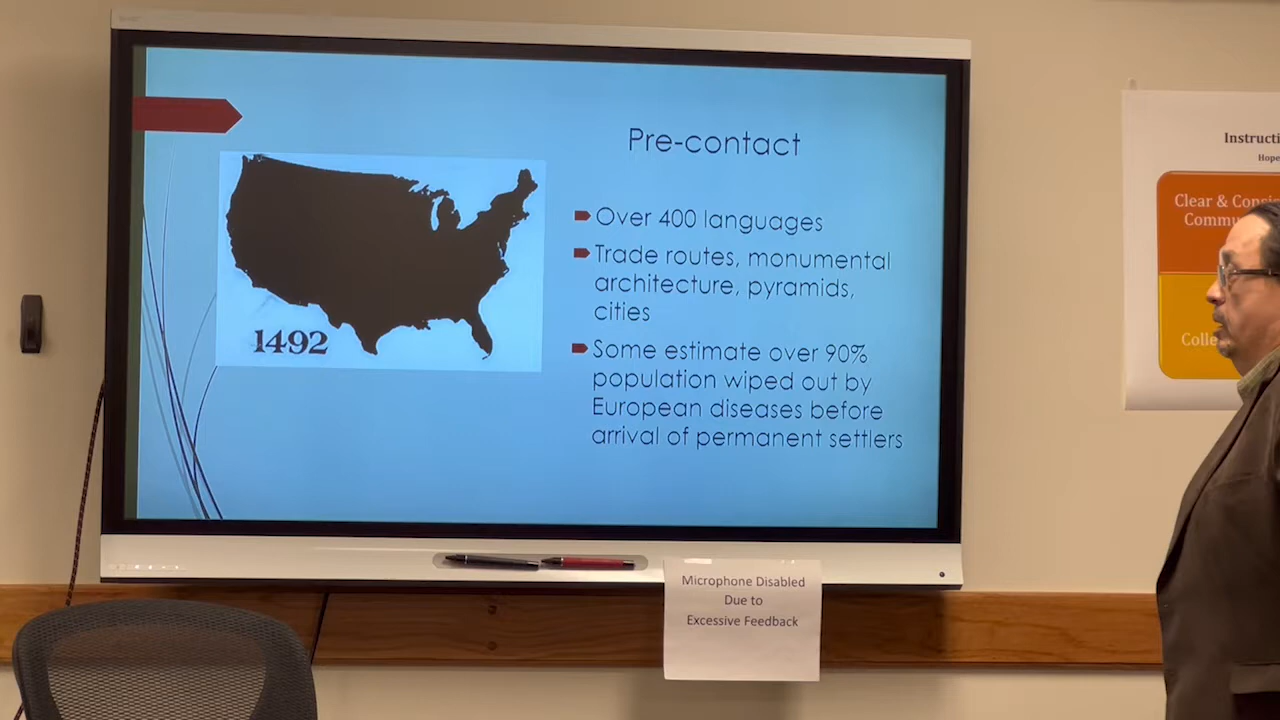 Pre-contact
Over 400 languages
Trade routes, monumental
architecture, pyramids,
cities
Some estimate over 90%
population wiped out by
European diseases before
arrival of permanent settlers
1492
Microphone Disabled
Due to
Excessive Feedback
Instructi
Hope
Clear & Consi
Commu
Colle